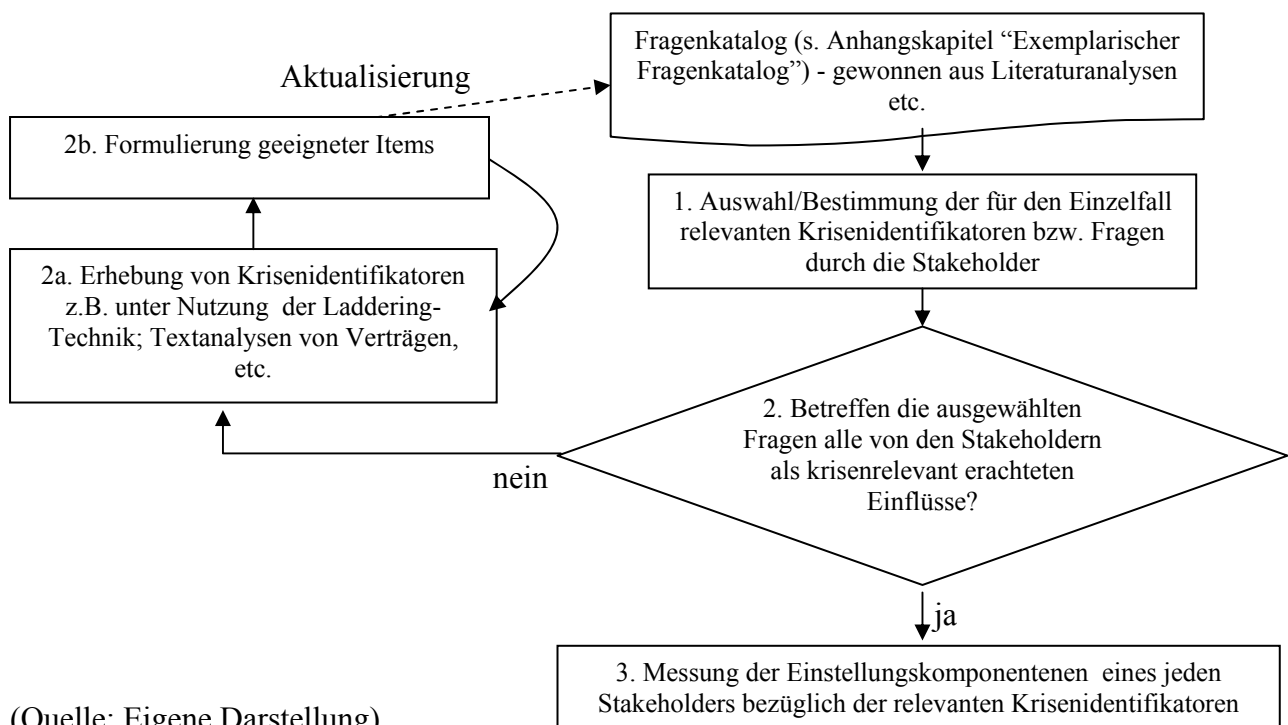 Fragenkatalog (s. Anhangskapitel “Exemplarischer
Fragenkatalog”) - gewonnen aus Literaturanalysen
etc.
Aktualisierung
2b. Formulierung geeigneter Items
1. Auswahl/Bestimmung der für den Einzelfall
relevanten Krisenidentifikatoren bzw. Fragen
durch die Stakeholder
2a. Erhebung von Krisenidentifikatoren
z.B. unter Nutzung der Laddering-
Technik; Textanalysen von Verträgen,
etc.
2. Betreffen die ausgewählten
Fragen alle von den Stakeholdern
als krisenrelevant erachteten
Einflüsse?
nein
ja
3. Messung der Einstellungskomponentenen eines jeden
Stakeholders bezüglich der relevanten Krisenidentifikatoren
(Quelle: Eigene Darstellung)